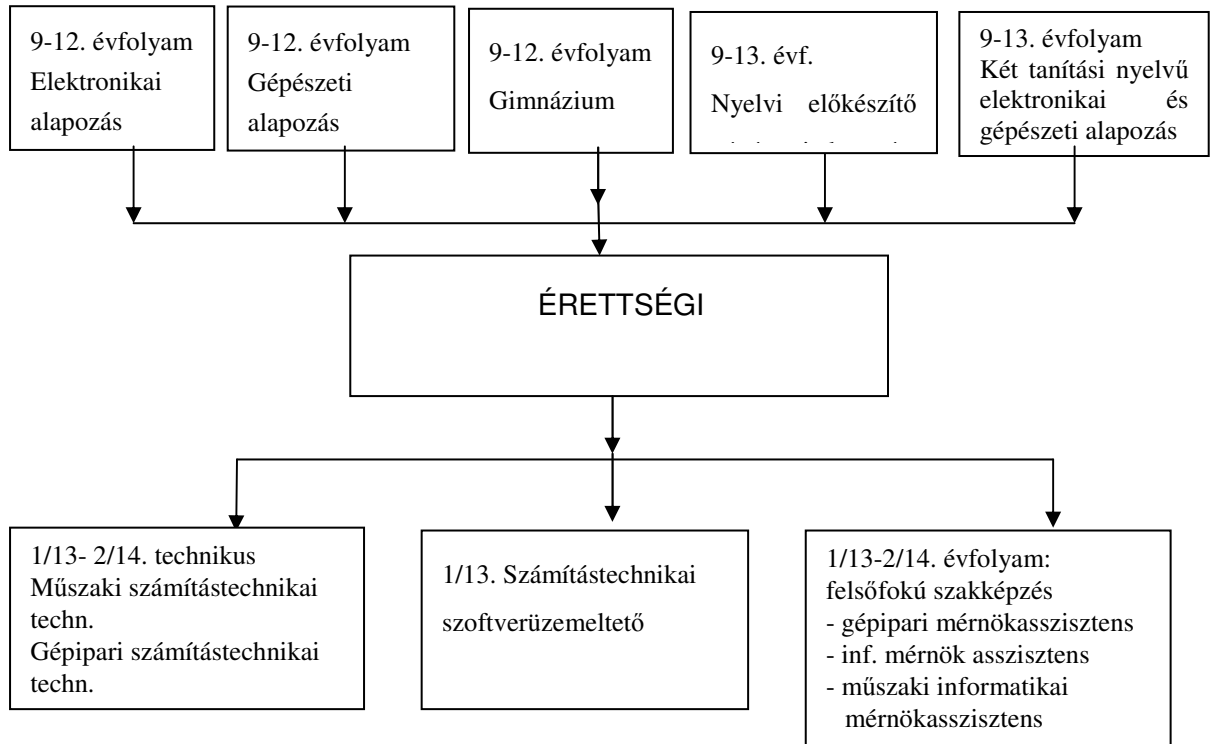 9-12. évfolyam
Elektronikai
alapozás
9-12. évfolyam
Gépészeti
alapozás
9-12. évfolyam
Gimnázium
9-13. évf.
Nyelvi előkészítő
9-13. évfolyam
Két tanítási nyelvű
elektronikai és
gépészeti alapozás
ÉRETTSÉGI
1/13- 2/14. technikus
Műszaki számítástechnikai
techn.
Gépipari számítástechnikai
techn.
1/13. Számítástechnikai
szoftverüzemeltető
1/13-2/14. évfolyam:
felsőfokú szakképzés
- gépipari mérnökasszisztens
- inf. mérnök asszisztens
- műszaki informatikai
mérnökasszisztens